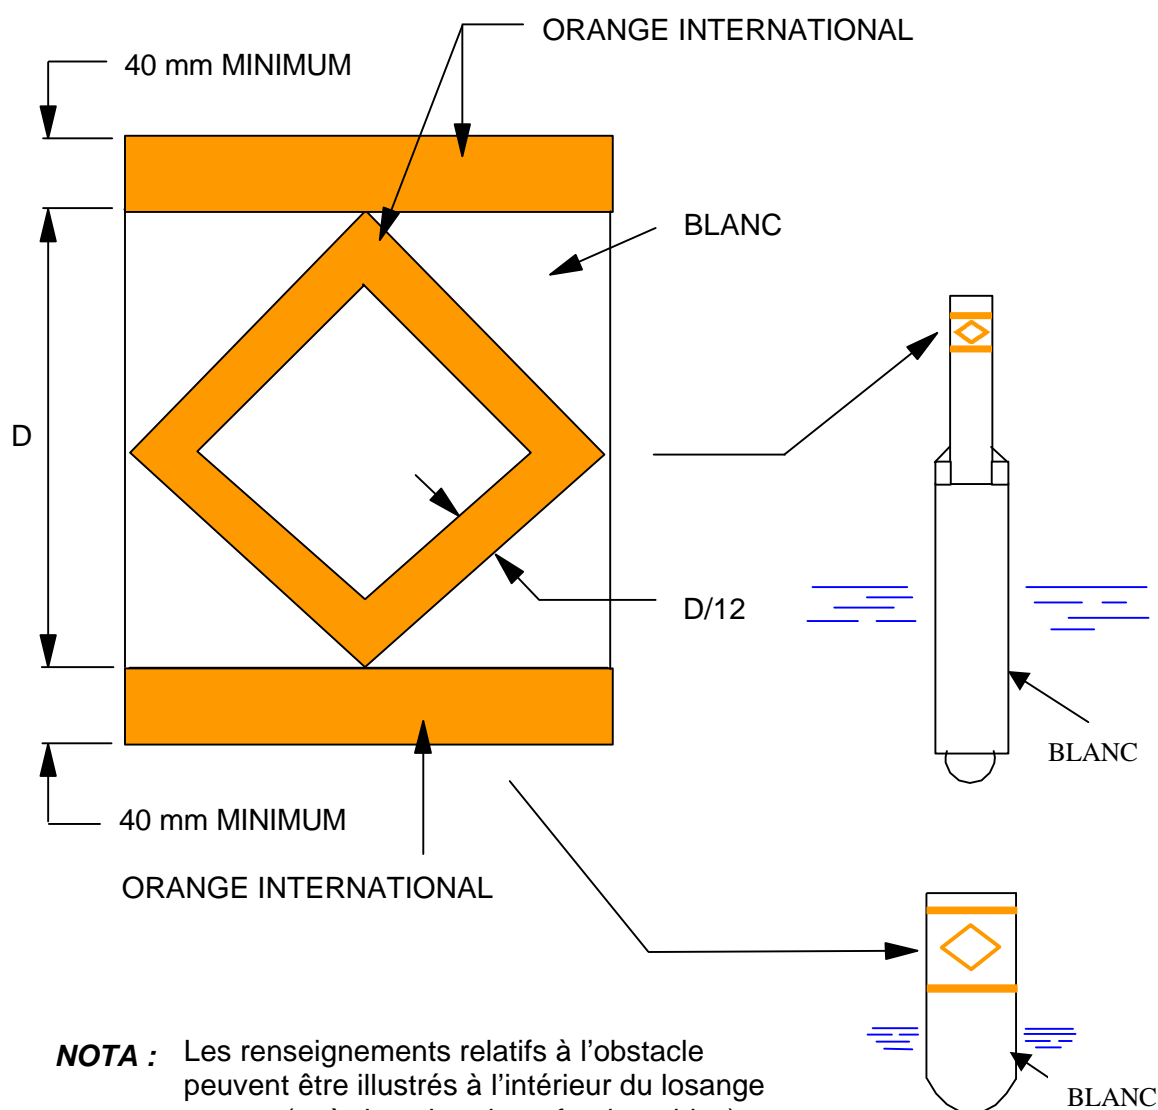 ORANGE INTERNATIONAL
40 mm MINIMUM
BLANC
D
D/12
BLANC
40 mm MINIMUM
ORANGE INTERNATIONAL
NOTA : Les renseignements relatifs à l'obstacle
peuvent être illustrés à l'intérieur du losange
BLANC